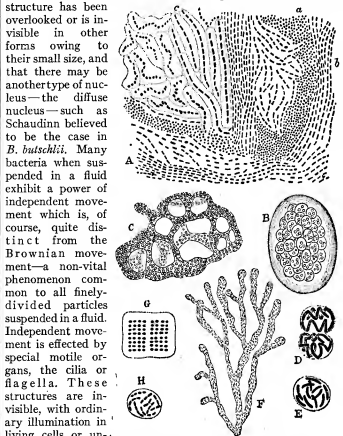 structure has been
overlooked or is in-
visible in other
forms owing to
their small size, and
that there may be
another type of nuc-
leus—the diffuse
nucleus—such as
Schaudinn believed
to be the case in
B. butschlii. Many
bacteria when sus-
pended in a fluid
exhibit a power of
independent move-
ment which is, of
course, quite dis-
tinct from the
Brownian move-
ment—a non-vital
phenomenon com-
mon to all finely-
divided particles
suspended in a fluid.
Independent move-
ment is effected by
special motile or-
gans, the cilia or
flagella. These
structures are in-
visible, with ordin-
ary illumination in
living cells or un-
c
a
b
A
C
B
G
D
H
F
E